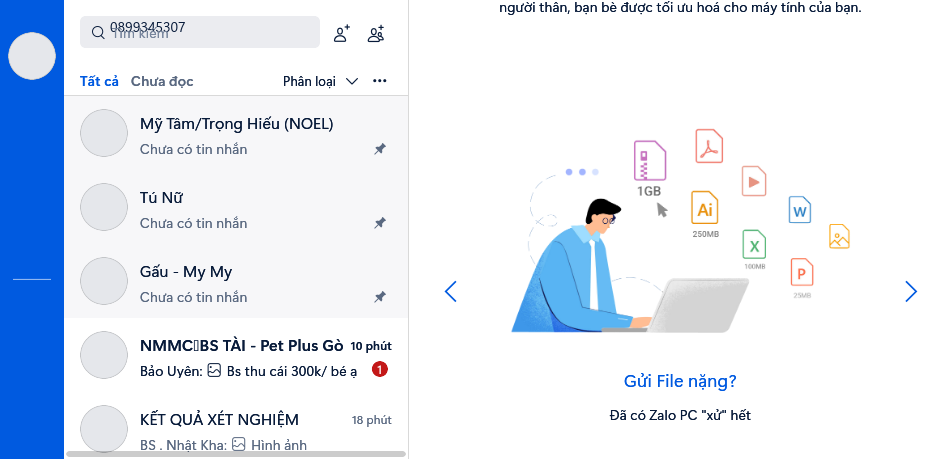 người thân, bạn bè được tối ưu hoá cho máy tính của bạn.
0899345307
Tìm kiếm
Tất cả Chưa đọc Phân loại
Mỹ Tâm/Trọng Hiếu (NOEL)
Chưa có tin nhắn
Tú Nữ
Chưa có tin nhắn
Gấu - My My
Chưa có tin nhắn
NMMC▯BS TÀI - Pet Plus Gò 10 phút
Bảo Uyên: Bs thu cái 300k/ bé ạ 1
KẾT QUẢ XÉT NGHIỆM 18 phút
BS . Nhật Kha: Hình ảnh
1GB
Ai
250MB
W
X
100MB
P
25MB
Gửi File nặng?
Đã có Zalo PC "xử" hết